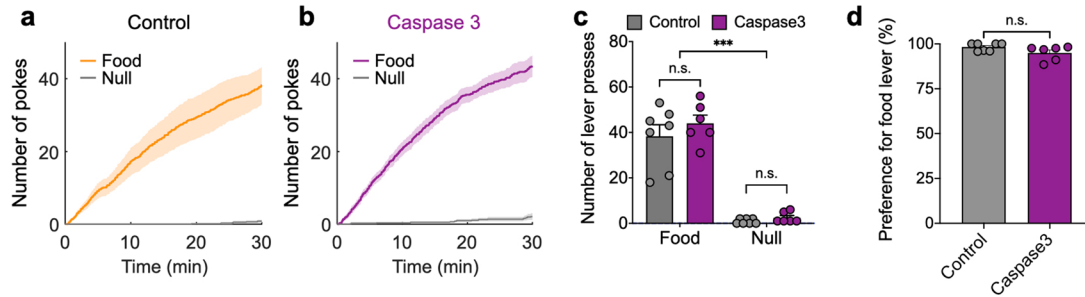 a
Control
Number of pokes
40
20
0
Food
Null
0
10
20
30
Time (min)
b
Caspase 3
Number of pokes
40
20
0
Food
Null
0
10
20
30
Time (min)
c
Control
Caspase3
Number of lever presses
80
60
40
20
0
***
n.s.
n.s.
Food
Null
d
Preference for food lever (%)
100
75
50
25
0
n.s.
Control
Caspase3